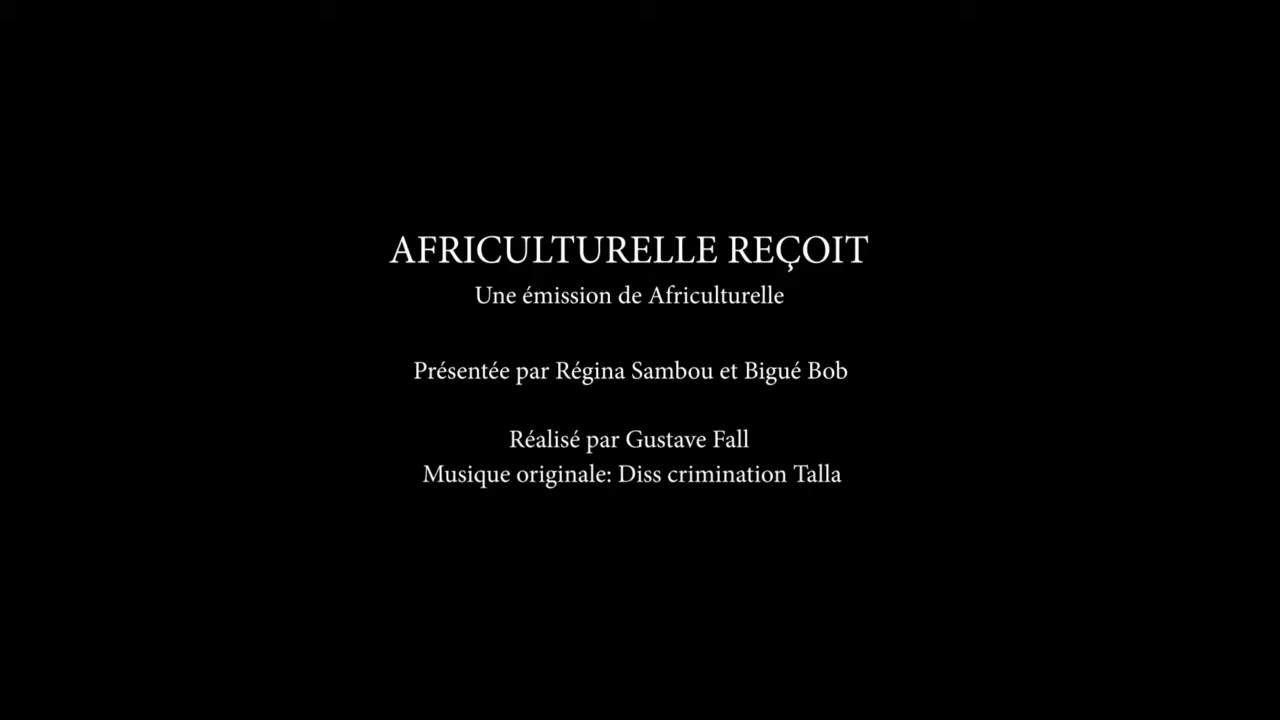 AFRICULTURELLE REÇOIT
Une émission de Africulturelle
Présentée par Régina Sambou et Bigué Bob
Réalisé par Gustave Fall
Musique originale: Diss crimination Talla